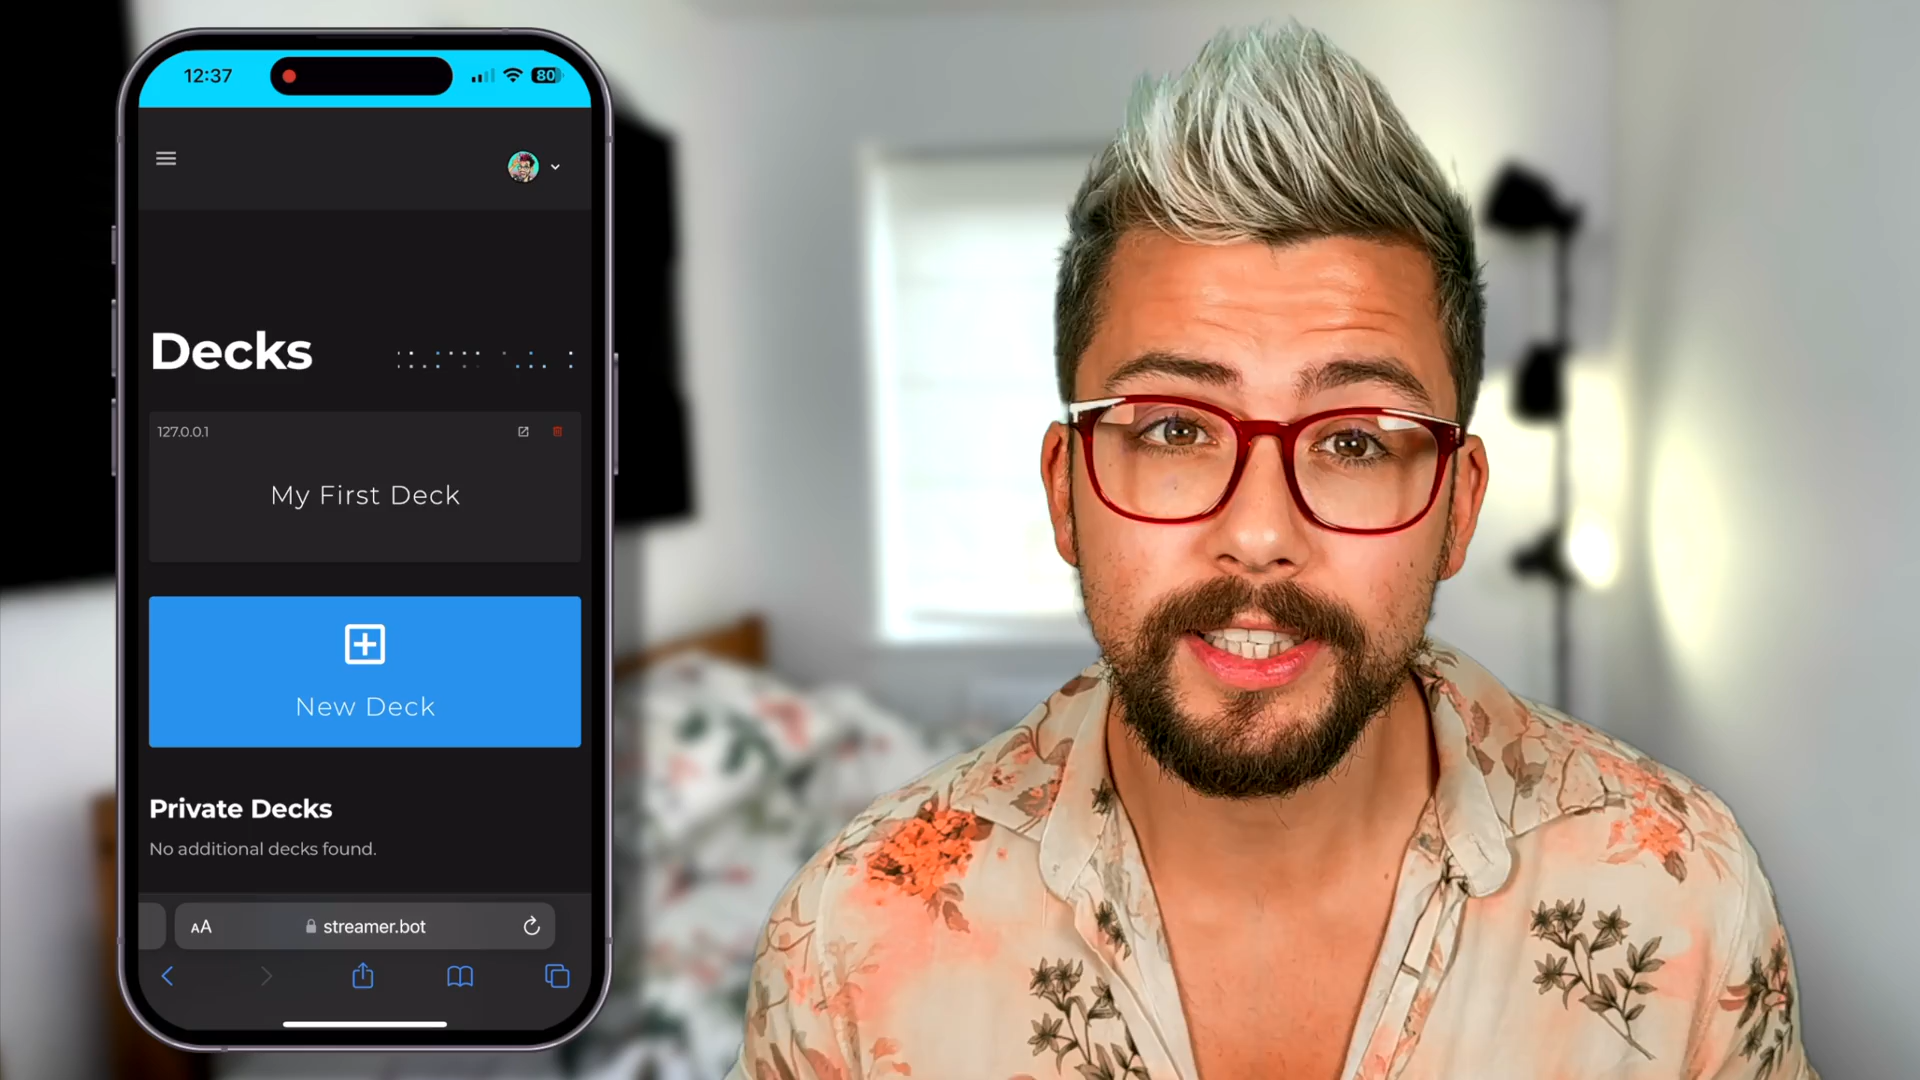 12:37
80
Decks
127.0.0.1
My First Deck
New Deck
Private Decks
No additional decks found.
AA
streamer.bot